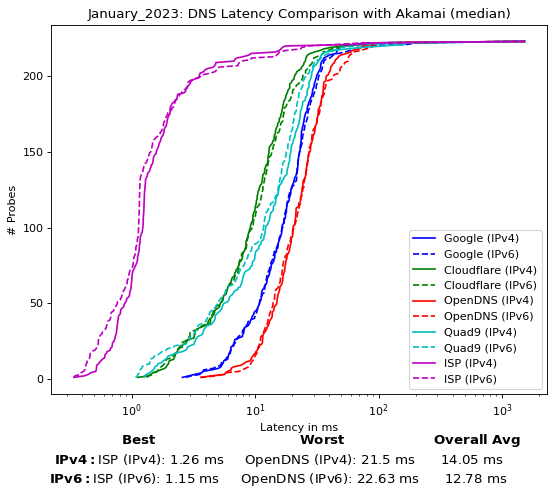 January_2023: DNS Latency Comparison with Akamai (median)
# Probes
200
150
100
50
0
Google (IPv4)
Google (IPv6)
Cloudflare (IPv4)
Cloudflare (IPv6)
OpenDNS (IPv4)
OpenDNS (IPv6)
Quad9 (IPv4)
Quad9 (IPv6)
ISP (IPv4)
ISP (IPv6)
10⁰ 10¹ 10² 10³
Latency in ms
Best Worst Overall Avg
IPv4: ISP (IPv4): 1.26 ms OpenDNS (IPv4): 21.5 ms 14.05 ms
IPv6: ISP (IPv6): 1.15 ms OpenDNS (IPv6): 22.63 ms 12.78 ms